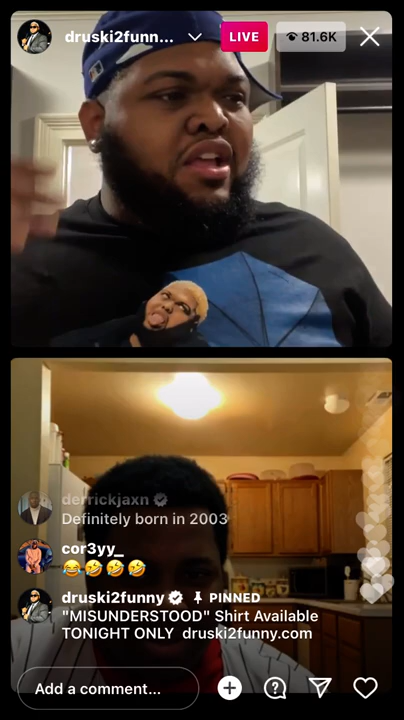 druski2funn...
LIVE
81.6K
derrickjaxn
Definitely born in 2003
cor3yy_
😂🤣🤣🤣
druski2funny PINNED
"MISUNDERSTOOD" Shirt Available
TONIGHT ONLY druski2funny.com
Add a comment...